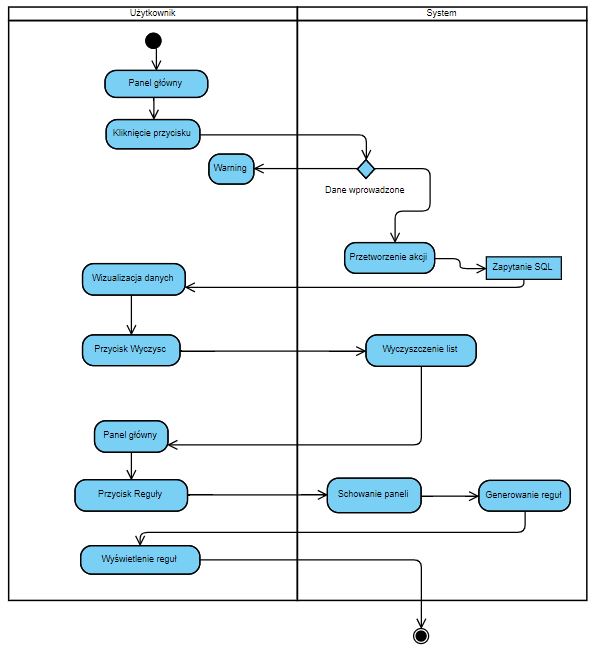 Użytkownik
System
Panel główny
Kliknięcie przycisku
Warning
Dane wprowadzone
Przetworzenie akcji
Zapytanie SQL
Wizualizacja danych
Przycisk Wyczysc
Wyczyszczenie list
Panel główny
Przycisk Reguły
Schowanie paneli
Generowanie reguł
Wyświetlenie reguł